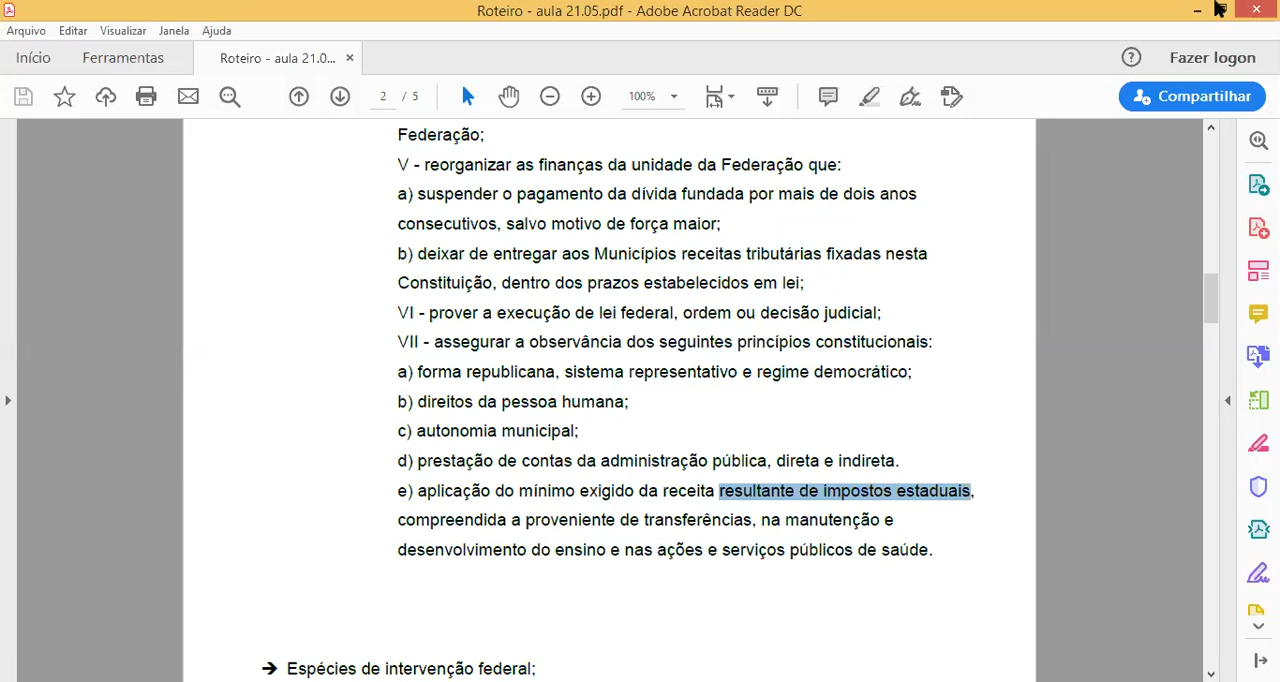 Roteiro - aula 21.05.pdf - Adobe Acrobat Reader DC
Arquivo Editar Visualizar Janela Ajuda
Início Ferramentas Roteiro - aula 21.0... × Fazer logon
2 / 5 100% Compartilhar
Federação;
V - reorganizar as finanças da unidade da Federação que:
a) suspender o pagamento da dívida fundada por mais de dois anos
consecutivos, salvo motivo de força maior;
b) deixar de entregar aos Municípios receitas tributárias fixadas nesta
Constituição, dentro dos prazos estabelecidos em lei;
VI - prover a execução de lei federal, ordem ou decisão judicial;
VII - assegurar a observância dos seguintes princípios constitucionais:
a) forma republicana, sistema representativo e regime democrático;
b) direitos da pessoa humana;
c) autonomia municipal;
d) prestação de contas da administração pública, direta e indireta.
e) aplicação do mínimo exigido da receita resultante de impostos estaduais,
compreendida a proveniente de transferências, na manutenção e
desenvolvimento do ensino e nas ações e serviços públicos de saúde.
➔ Espécies de intervenção federal;